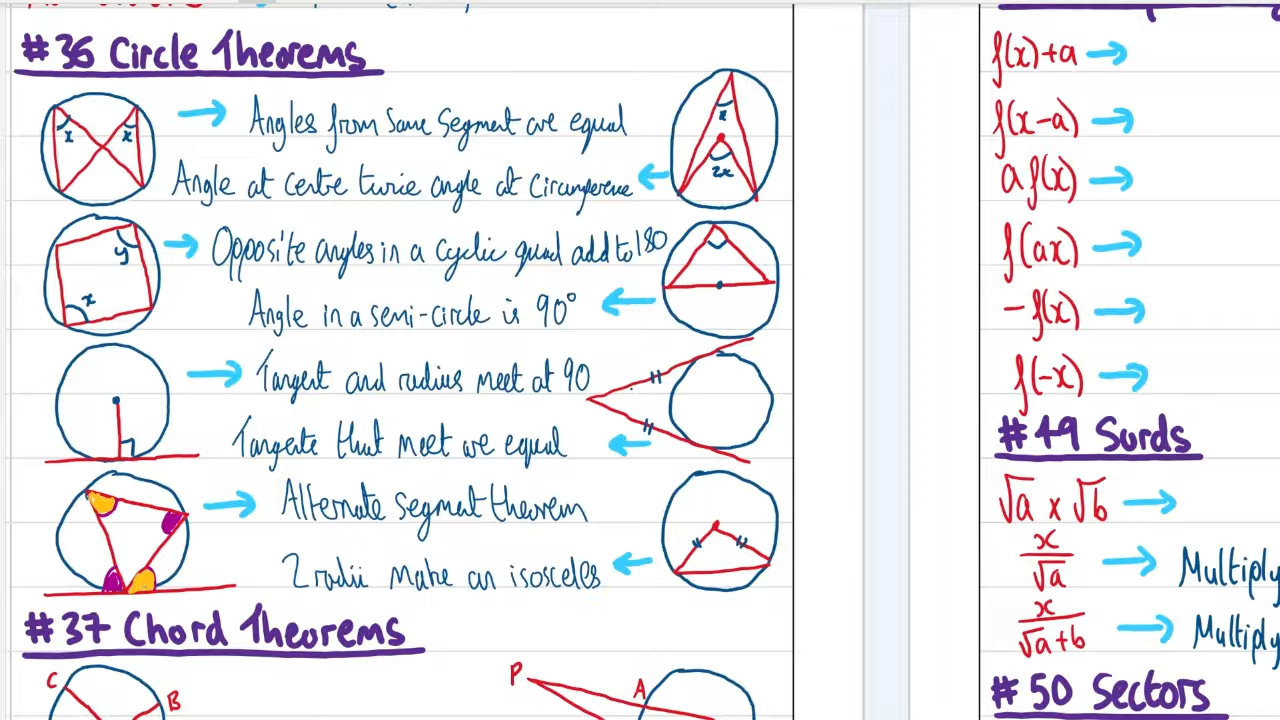 #36 Circle Theorems
x x
→ Angles from same segment are equal
x
2x
Angle at centre twice angle at circumference ←
y
x
→ Opposite angles in a cyclic quad add to 180
Angle in a semi-circle is 90° ←
→ Tangent and radius meet at 90
Tangents that meet are equal ←
→ Alternate segment theorem
2 radii make an isosceles ←
#37 Chord Theorems
C
B
P
A
f(x)+a →
f(x-a) →
a f(x) →
f(ax) →
-f(x) →
f(-x) →
#49 Surds
√a x √b →
x/√a → Multiply
x/√a+b → Multiply
#50 Sectors